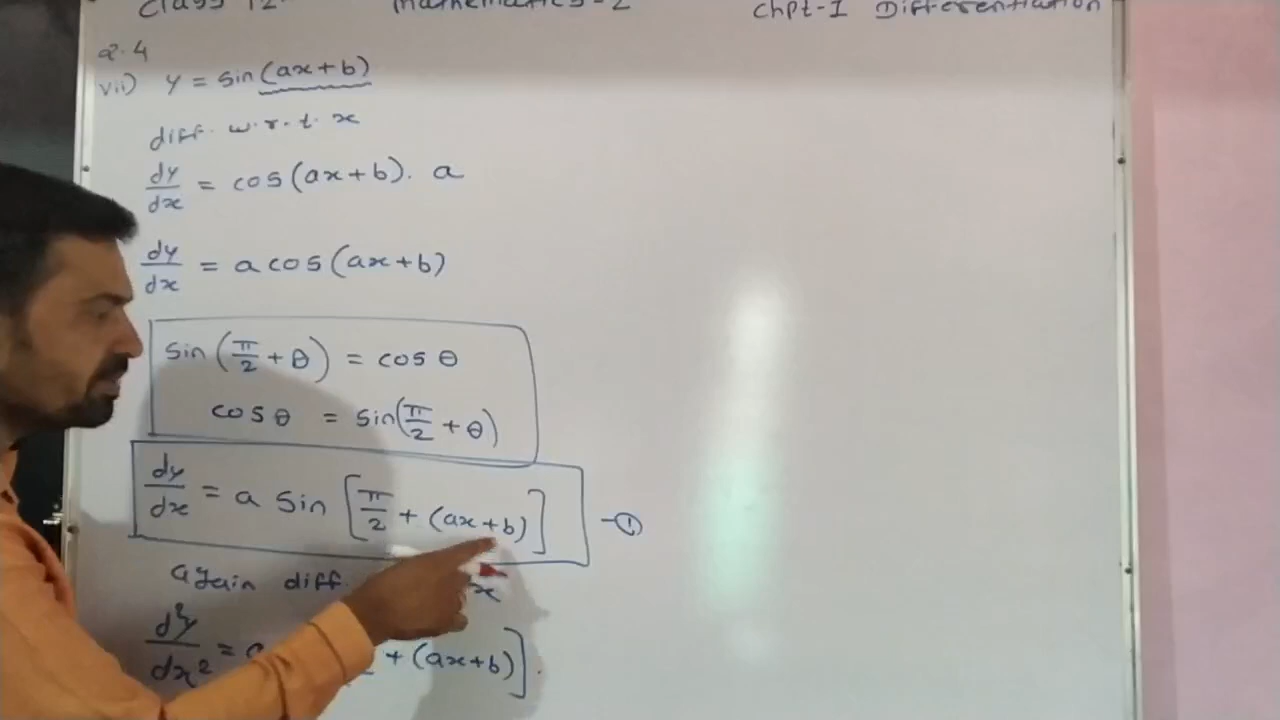 Class 12 Mathematics-2 Chpt-I Differentiation
Q.4
vii) y = sin(ax+b)
diff. w.r.t. x
dy/dx = cos(ax+b). a
dy/dx = a cos(ax+b)
sin(π/2 + θ) = cos θ
cos θ = sin(π/2 + θ)
dy/dx = a sin[π/2 + (ax+b)] -①
again diff. x
d²y/dx² = + (ax+b)].